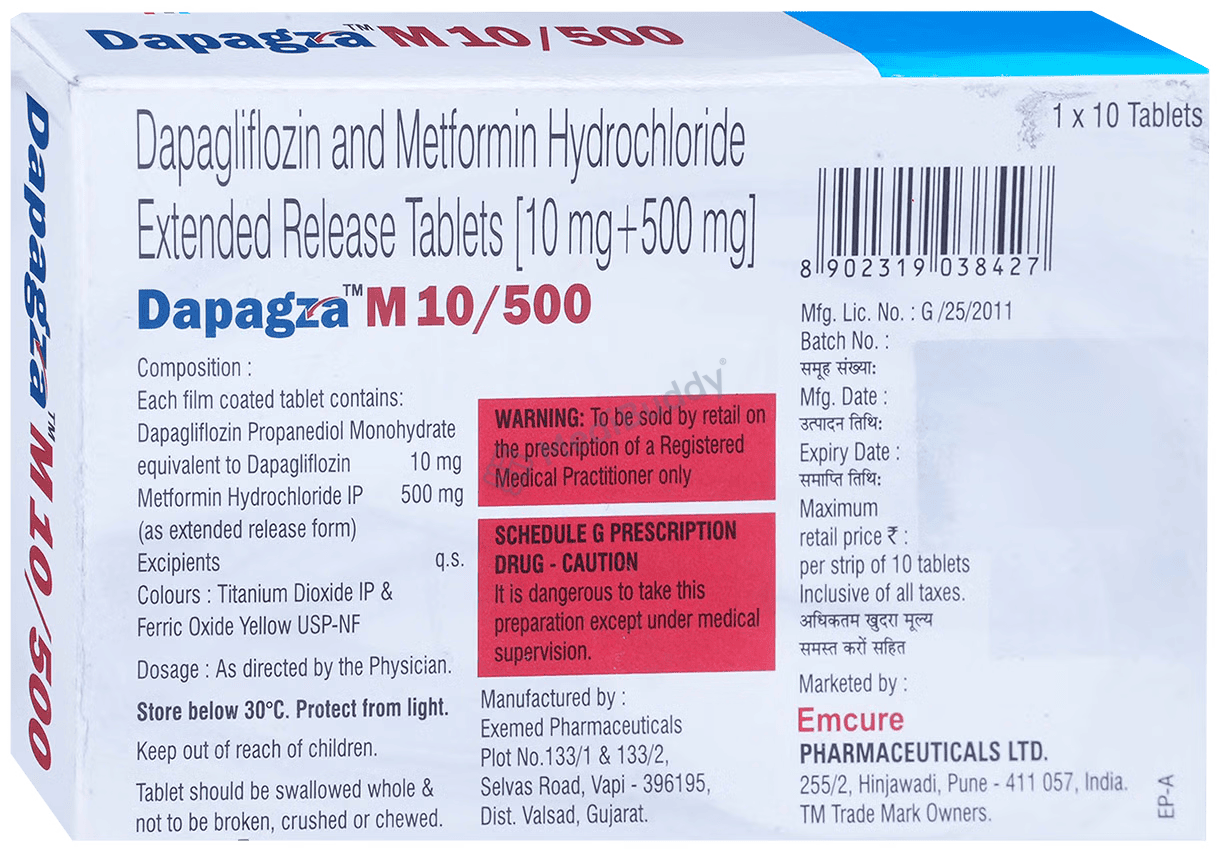 Dapagza™ M 10/500
Dapagza™ M 10/500
1 x 10 Tablets
Dapagliflozin and Metformin Hydrochloride
Extended Release Tablets [10 mg+500 mg]
Dapagza™ M 10/500
Composition :
Each film coated tablet contains:
Dapagliflozin Propanediol Monohydrate
equivalent to Dapagliflozin 10 mg
Metformin Hydrochloride IP 500 mg
(as extended release form)
Excipients q.s.
Colours : Titanium Dioxide IP &
Ferric Oxide Yellow USP-NF
Dosage : As directed by the Physician.
Store below 30°C. Protect from light.
Keep out of reach of children.
Tablet should be swallowed whole &
not to be broken, crushed or chewed.
WARNING: To be sold by retail on
the prescription of a Registered
Medical Practitioner only
SCHEDULE G PRESCRIPTION
DRUG - CAUTION
It is dangerous to take this
preparation except under medical
supervision.
Manufactured by :
Exemed Pharmaceuticals
Plot No.133/1 & 133/2,
Selvas Road, Vapi - 396195,
Dist. Valsad, Gujarat.
8 902319 038427
Mfg. Lic. No. : G /25/2011
Batch No. :
समूह संख्या:
Mfg. Date :
उत्पादन तिथि:
Expiry Date :
समाप्ति तिथि:
Maximum
retail price ₹ :
per strip of 10 tablets
Inclusive of all taxes.
अधिकतम खुदरा मूल्य
समस्त करों सहित
Marketed by :
Emcure
PHARMACEUTICALS LTD.
255/2, Hinjawadi, Pune - 411 057, India.
TM Trade Mark Owners.
EP-A